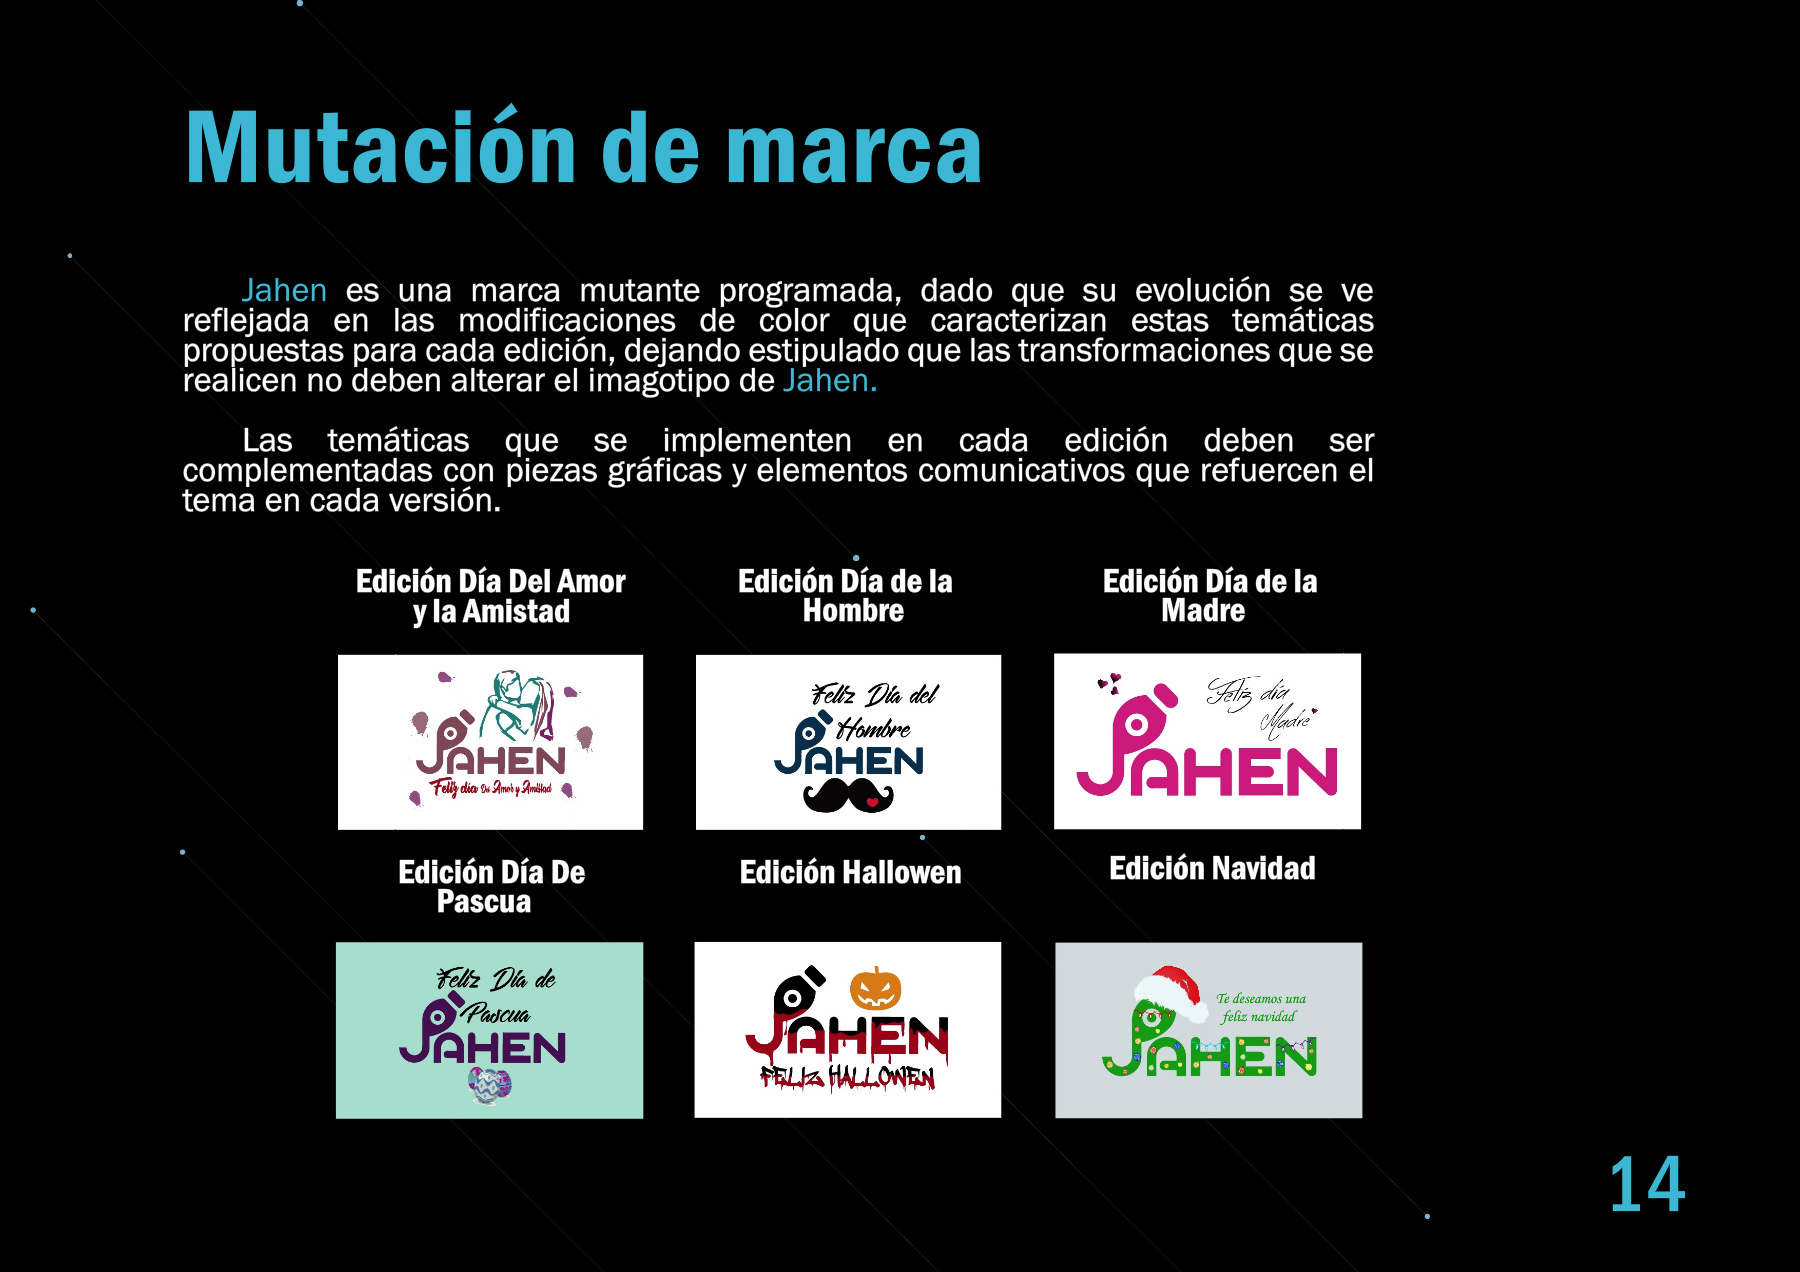 Mutación de marca
Jahen es una marca mutante programada, dado que su evolución se ve
reflejada en las modificaciones de color que caracterizan estas temáticas
propuestas para cada edición, dejando estipulado que las transformaciones que se
realicen no deben alterar el imagotipo de Jahen.
Las temáticas que se implementen en cada edición deben ser
complementadas con piezas gráficas y elementos comunicativos que refuercen el
tema en cada versión.
Edición Día Del Amor
y la Amistad
Edición Día de la
Hombre
Edición Día de la
Madre
JAHEN
Feliz día Del Amor y Amistad
Feliz Día del
Hombre
JAHEN
Feliz día
Madre
JAHEN
Edición Día De
Pascua
Edición Hallowen
Edición Navidad
Feliz Día de
Pascua
JAHEN
JAHEN
FELIZ HALLOWEN
Te deseamos una
feliz navidad
JAHEN
14